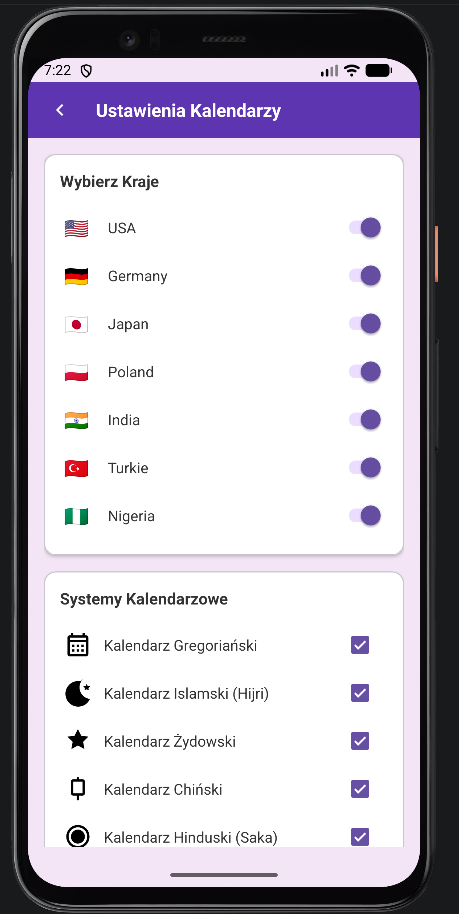 7:22
Ustawienia Kalendarzy
Wybierz Kraje
USA
Germany
Japan
Poland
India
Turkie
Nigeria
Systemy Kalendarzowe
Kalendarz Gregoriański
Kalendarz Islamski (Hijri)
Kalendarz Żydowski
Kalendarz Chiński
Kalendarz Hinduski (Saka)